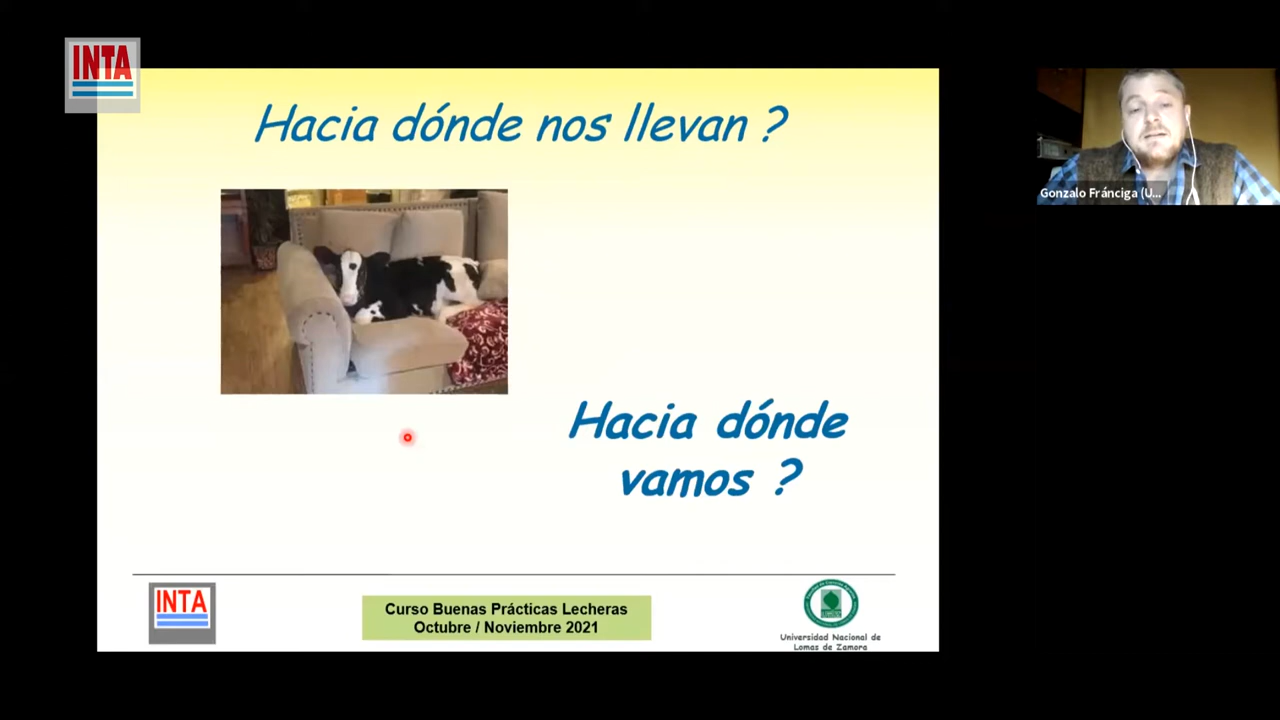 INTA
Hacia dónde nos llevan ?
Gonzalo Fránciga (U...
Hacia dónde
vamos ?
INTA
Curso Buenas Prácticas Lecheras
Octubre / Noviembre 2021
Universidad Nacional de
Lomas de Zamora